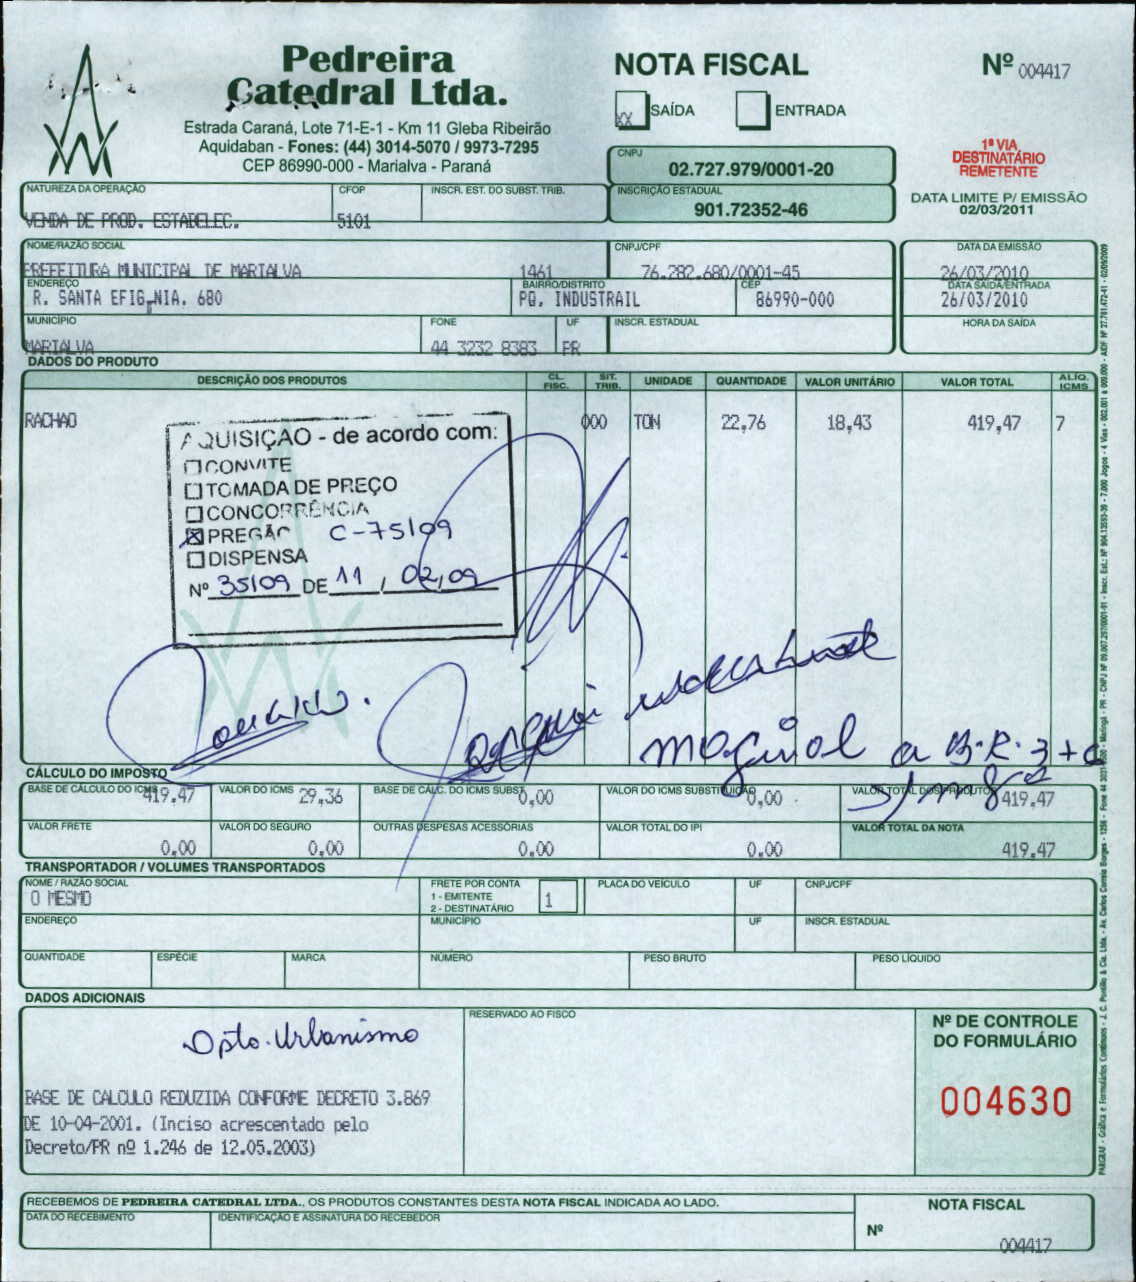 Pedreira
Catedral Ltda.
Estrada Caraná, Lote 71-E-1 - Km 11 Gleba Ribeirão
Aquidaban - Fones: (44) 3014-5070 / 9973-7295
CEP 86990-000 - Marialva - Paraná
NOTA FISCAL
Nº 004417
XX SAÍDA ENTRADA
CNPJ
02.727.979/0001-20
1ª VIA
DESTINATÁRIO
REMETENTE
NATUREZA DA OPERAÇÃO CFOP INSCR. EST. DO SUBST. TRIB. INSCRIÇÃO ESTADUAL
VENDA DE PROD. ESTABELEC. 5101 901.72352-46
DATA LIMITE P/ EMISSÃO
02/03/2011
NOME/RAZÃO SOCIAL CNPJ/CPF DATA DA EMISSÃO
PREFEITURA MUNICIPAL DE MARIALVA 1461 76.282.680/0001-45 26/03/2010
ENDEREÇO BAIRRO/DISTRITO CEP DATA SAÍDA/ENTRADA
R. SANTA EFIG NIA. 680 PQ. INDUSTRAIL 86990-000 26/03/2010
MUNICÍPIO FONE UF INSCR. ESTADUAL HORA DA SAÍDA
MARIALVA 44 3232 8383 PR
DADOS DO PRODUTO
DESCRIÇÃO DOS PRODUTOS CL. FISC. SIT. TRIB. UNIDADE QUANTIDADE VALOR UNITÁRIO VALOR TOTAL ALIQ. ICMS
RACHAO 000 TON 22,76 18,43 419,47 7
AQUISIÇÃO - de acordo com:
CONVITE
TOMADA DE PREÇO
CONCORRÊNCIA
PREGÃO C-75/09
DISPENSA
Nº 35/09 DE 11 / 02/09
CÁLCULO DO IMPOSTO
BASE DE CÁLCULO DO ICMS VALOR DO ICMS BASE DE CALC. DO ICMS SUBST. VALOR DO ICMS SUBSTITUIÇÃO VALOR TOTAL DOS PRODUTOS
419,47 29,36 0,00 0,00 419,47
VALOR FRETE VALOR DO SEGURO OUTRAS DESPESAS ACESSÓRIAS VALOR TOTAL DO IPI VALOR TOTAL DA NOTA
0,00 0,00 0,00 0,00 419,47
TRANSPORTADOR / VOLUMES TRANSPORTADOS
NOME / RAZÃO SOCIAL FRETE POR CONTA PLACA DO VEÍCULO UF CNPJ/CPF
O MESMO 1 - EMITENTE 1
2 - DESTINATÁRIO
ENDEREÇO MUNICÍPIO UF INSCR. ESTADUAL
QUANTIDADE ESPÉCIE MARCA NÚMERO PESO BRUTO PESO LÍQUIDO
DADOS ADICIONAIS
RESERVADO AO FISCO
Dpto. Urbanismo
BASE DE CALCULO REDUZIDA CONFORME DECRETO 3.869
DE 10-04-2001. (Inciso acrescentado pelo
Decreto/PR nº 1.246 de 12.05.2003)
Nº DE CONTROLE
DO FORMULÁRIO
004630
RECEBEMOS DE PEDREIRA CATEDRAL LTDA., OS PRODUTOS CONSTANTES DESTA NOTA FISCAL INDICADA AO LADO.
DATA DO RECEBIMENTO IDENTIFICAÇÃO E ASSINATURA DO RECEBEDOR
NOTA FISCAL
Nº 004417